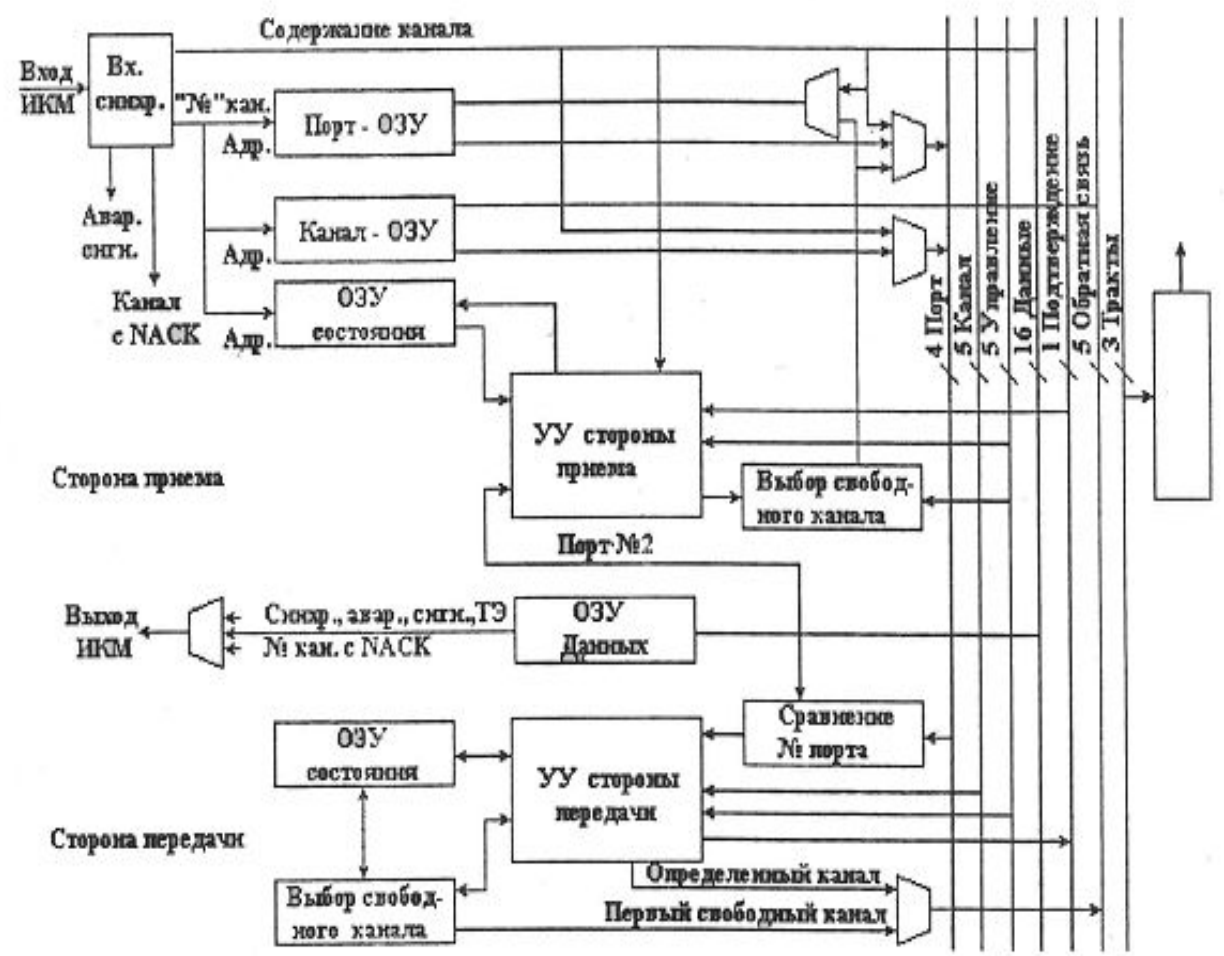 Содержание канала
Вход
ИКМ
Вх.
синхр.
"№" кан.
Адр.
Порт - ОЗУ
Авар.
сигн.
Канал
с NACK
Адр.
Канал - ОЗУ
Адр.
ОЗУ
состояния
4 Порт
5 Канал
5 Управление
16 Данные
1 Подтверждение
5 Обратная связь
3 Тракты
УУ стороны
приема
Сторона приема
Выбор свобод-
ного канала
Порт №2
Выход
ИКМ
Синхр., авар., сигн.,ТЭ
№ кан. с NACK
ОЗУ
Данных
Сравнение
№ порта
ОЗУ
состояния
УУ стороны
передачи
Сторона передачи
Определенный канал
Выбор свобод-
ного канала
Первый свободный канал